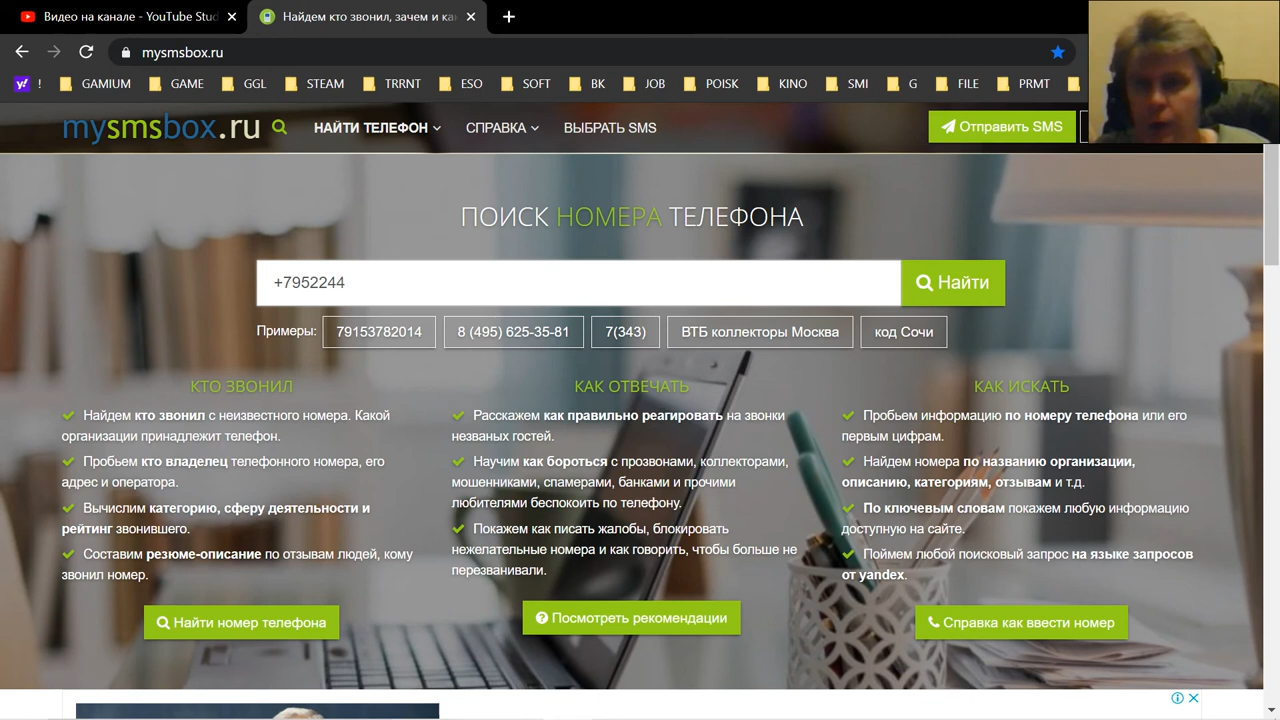 Видео на канале - YouTube Stud
Найдем кто звонил, зачем и ка
mysmsbox.ru
! GAMIUM GAME GGL STEAM TRRNT ESO SOFT BK JOB POISK KINO SMI G FILE PRMT
mysmsbox.ru НАЙТИ ТЕЛЕФОН СПРАВКА ВЫБРАТЬ SMS Отправить SMS
ПОИСК НОМЕРА ТЕЛЕФОНА
+7952244 Найти
Примеры: 79153782014 8 (495) 625-35-81 7(343) ВТБ коллекторы Москва код Сочи
КТО ЗВОНИЛ
Найдем кто звонил с неизвестного номера. Какой
организации принадлежит телефон.
Пробьем кто владелец телефонного номера, его
адрес и оператора.
Вычислим категорию, сферу деятельности и
рейтинг звонившего.
Составим резюме-описание по отзывам людей, кому
звонил номер.
Найти номер телефона
КАК ОТВЕЧАТЬ
Расскажем как правильно реагировать на звонки
незваных гостей.
Научим как бороться с прозвонами, коллекторами,
мошенниками, спамерами, банками и прочими
любителями беспокоить по телефону.
Покажем как писать жалобы, блокировать
нежелательные номера и как говорить, чтобы больше не
перезванивали.
Посмотреть рекомендации
КАК ИСКАТЬ
Пробьем информацию по номеру телефона или его
первым цифрам.
Найдем номера по названию организации,
описанию, категориям, отзывам и т.д.
По ключевым словам покажем любую информацию
доступную на сайте.
Поймем любой поисковый запрос на языке запросов
от yandex.
Справка как ввести номер